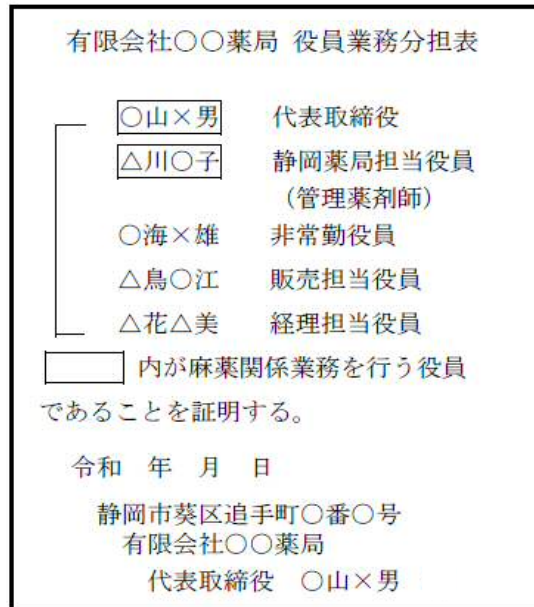 有限会社○○薬局 役員業務分担表
○山×男 代表取締役
△川○子 静岡薬局担当役員
（管理薬剤師）
○海×雄 非常勤役員
△鳥○江 販売担当役員
△花△美 経理担当役員
内が麻薬関係業務を行う役員
であることを証明する。
令和 年 月 日
静岡市葵区追手町○番○号
有限会社○○薬局
代表取締役 ○山×男